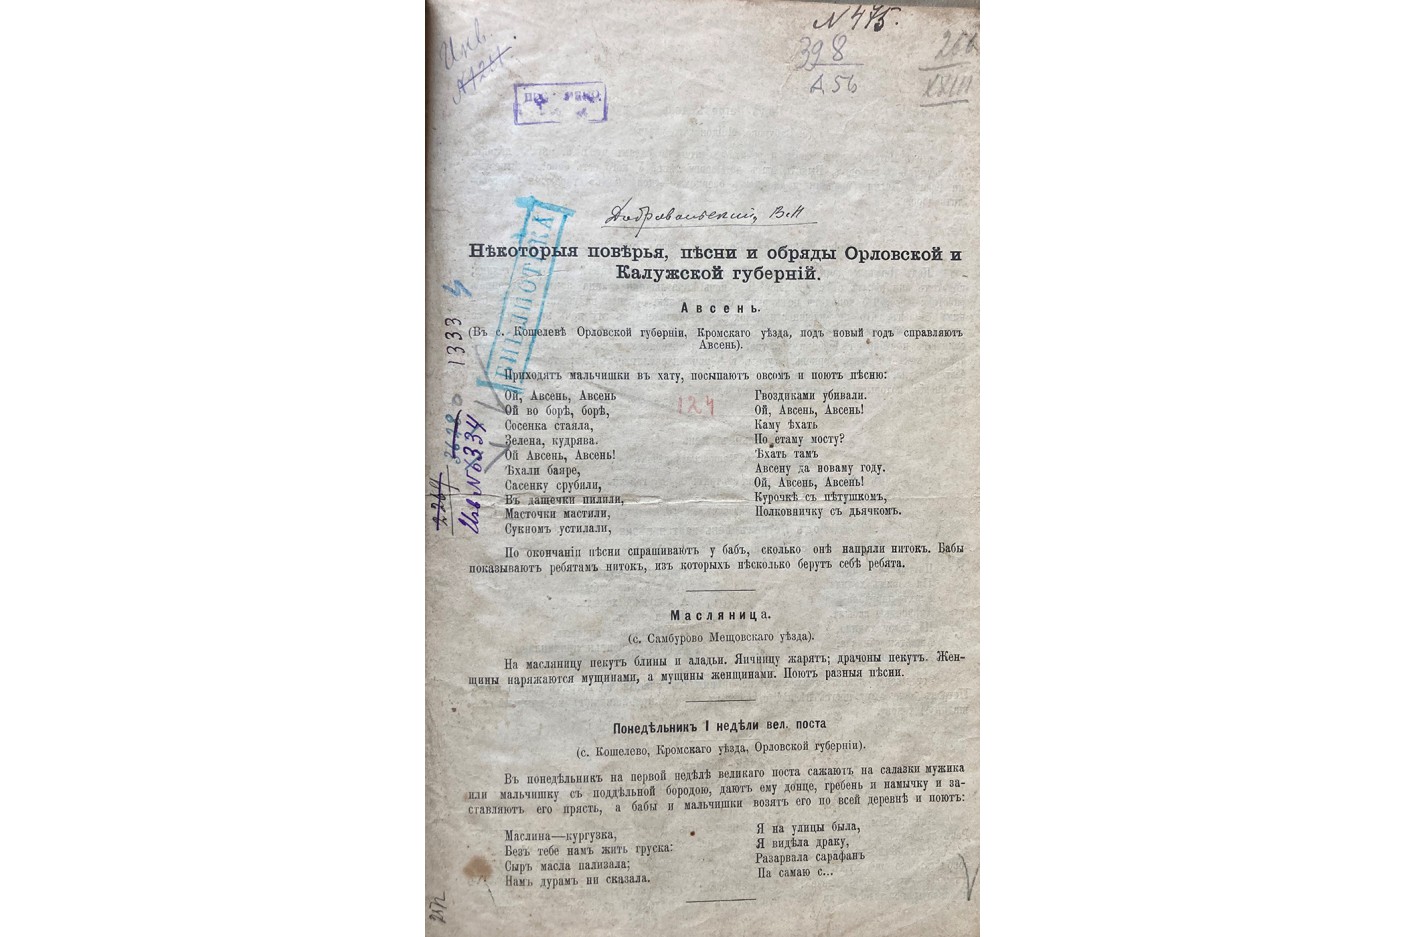 N 475.
Инв.
398
А 56
XXIII
Добровольский, В.Н
Нѣкоторыя повѣрья, пѣсни и обряды Орловской и
Калужской губерній.
БИБЛІОТЕКА
Авсень.
(Въ с. Кошелевѣ Орловской губерніи, Кромскаго уѣзда, подъ новый годъ справляютъ
Авсень).
Приходятъ мальчишки въ хату, посыпаютъ овсомъ и поютъ пѣсню:
Ой, Авсень, Авсень
Ой во борѣ, борѣ,
Сосенка стаяла,
Зелена, кудрява.
Ой Авсень, Авсень!
Ѣхали баяре,
Сасенку срубили,
Въ дащечки пилили,
Масточки мастили,
Сукномъ устилали,
124
Гвоздиками убивали.
Ой, Авсень, Авсень!
Каму ѣхать
По етаму мосту?
Ѣхать тамъ
Авсену да новаму году.
Ой, Авсень, Авсень!
Курочкѣ съ пѣтушкомъ,
Полковничку съ дьячкомъ.
1333
Инв №6334
По окончаніи пѣсни спрашиваютъ у бабъ, сколько онѣ напряли нитокъ. Бабы
показываютъ ребятамъ нитокъ, изъ которыхъ нѣсколько берутъ себѣ ребята.
Масляница.
(с. Самбурово Мещовскаго уѣзда).
На масляницу пекутъ блины и аладьи. Яичницу жарятъ; драчоны пекутъ. Жен-
щины наряжаются мущинами, а мущины женщинами. Поютъ разныя пѣсни.
Понедѣльникъ I недѣли вел. поста
(с. Кошелево, Кромскаго уѣзда, Орловской губерніи).
Въ понедѣльникъ на первой недѣлѣ великаго поста сажаютъ на салазки мужика
или мальчишку съ поддѣльной бородою, даютъ ему донце, гребень и намычку и за-
ставляютъ его прясть, а бабы и мальчишки возятъ его по всей деревнѣ и поютъ:
Маслина—кургузка,
Безъ тебе намъ жить груска:
Сыръ масла пализала;
Намъ дурамъ ни сказала.
Я на улицы была,
Я видѣла драку,
Разарвала сарафанъ
Па самаю с...